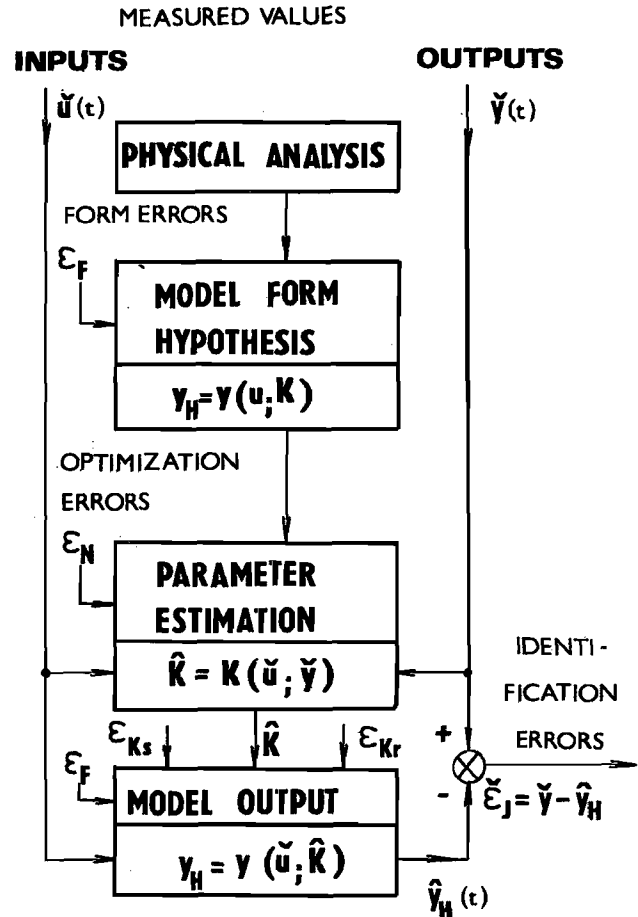 MEASURED VALUES
INPUTS
OUTPUTS
ǔ(t)
y̌(t)
PHYSICAL ANALYSIS
FORM ERRORS
ε_F
MODEL FORM
HYPOTHESIS
y_H = y(u; K)
OPTIMIZATION
ERRORS
ε_N
PARAMETER
ESTIMATION
K̂ = K(ǔ; y̌)
IDENTI-
FICATION
ERRORS
ε_Ks
K̂
ε_Kr
+
ε_F
MODEL OUTPUT
-
ε̌_J = y̌ - ŷ_H
y_H = y (ǔ; K̂)
ŷ_H (t)